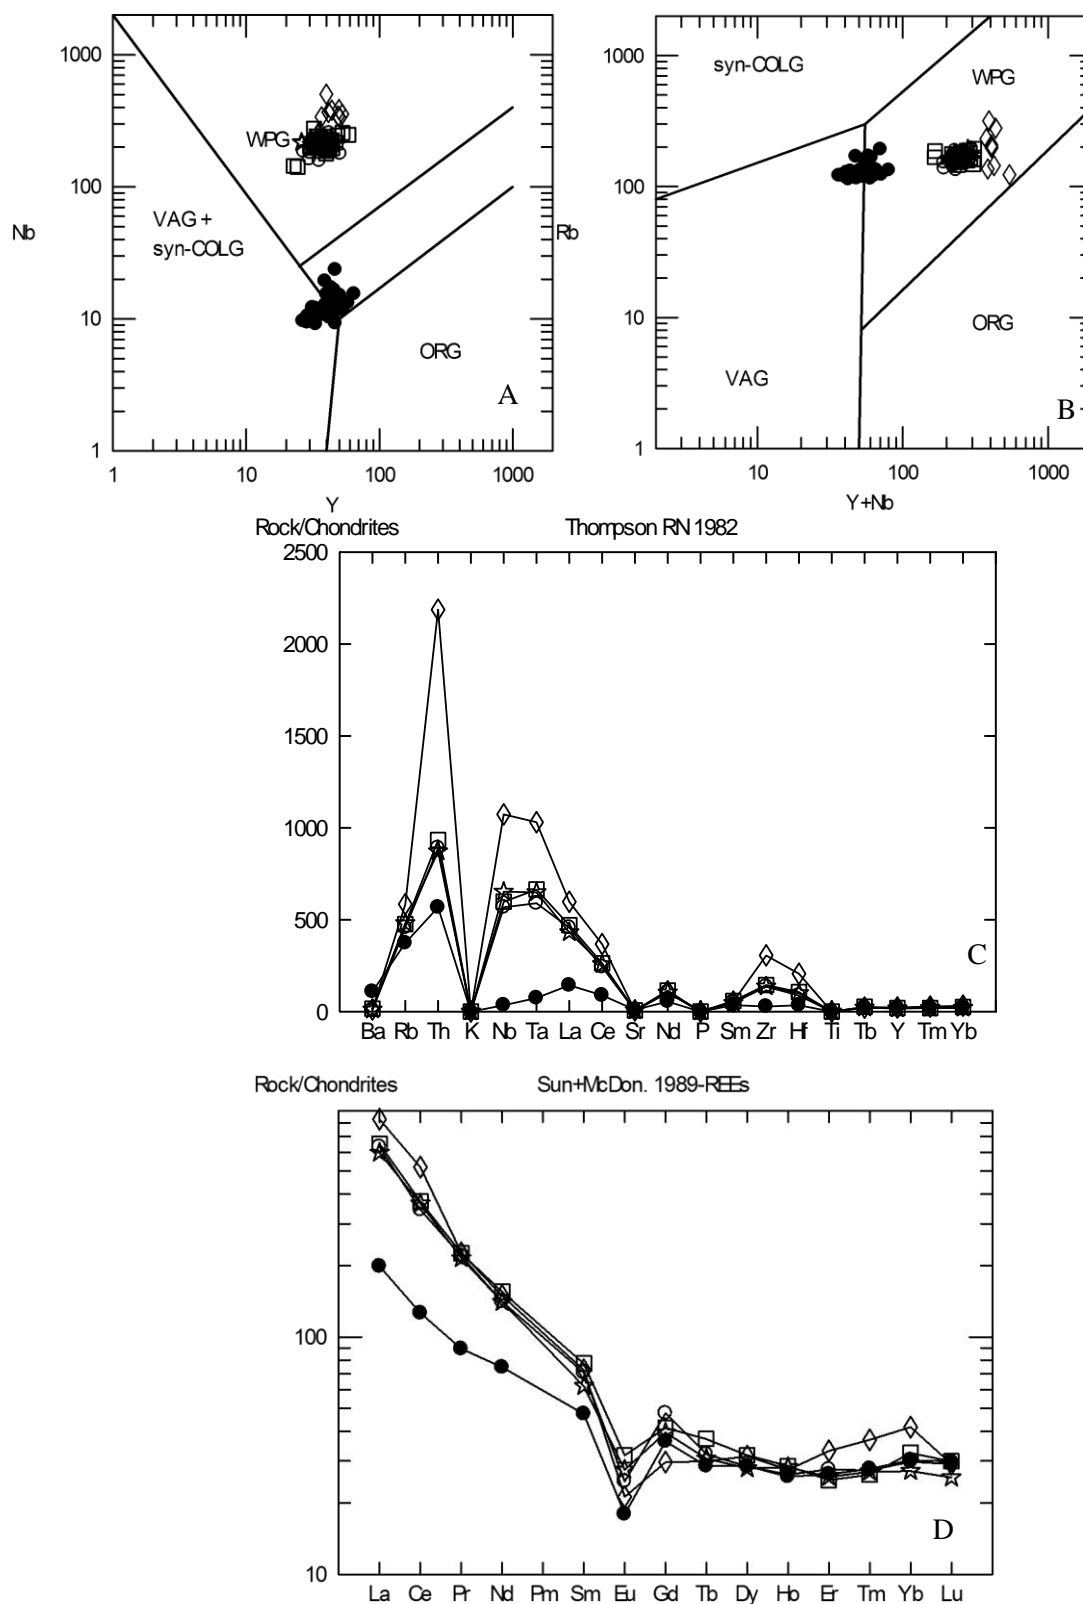 1000
100
10
1
Nb
WPG
VAG +
syn-COLG
ORG
A
1 10 100 1000
Y
1000
100
10
1
Rb
syn-COLG
WPG
ORG
VAG
B
10 100 1000
Y+Nb
Rock/Chondrites Thompson RN 1982
2500
2000
1500
1000
500
0
C
Ba Rb Th K Nb Ta La Ce Sr Nd P Sm Zr Hf Ti Tb Y Tm Yb
Rock/Chondrites Sun+McDon. 1989-REEs
100
10
D
La Ce Pr Nd Pm Sm Eu Gd Tb Dy Ho Er Tm Yb Lu